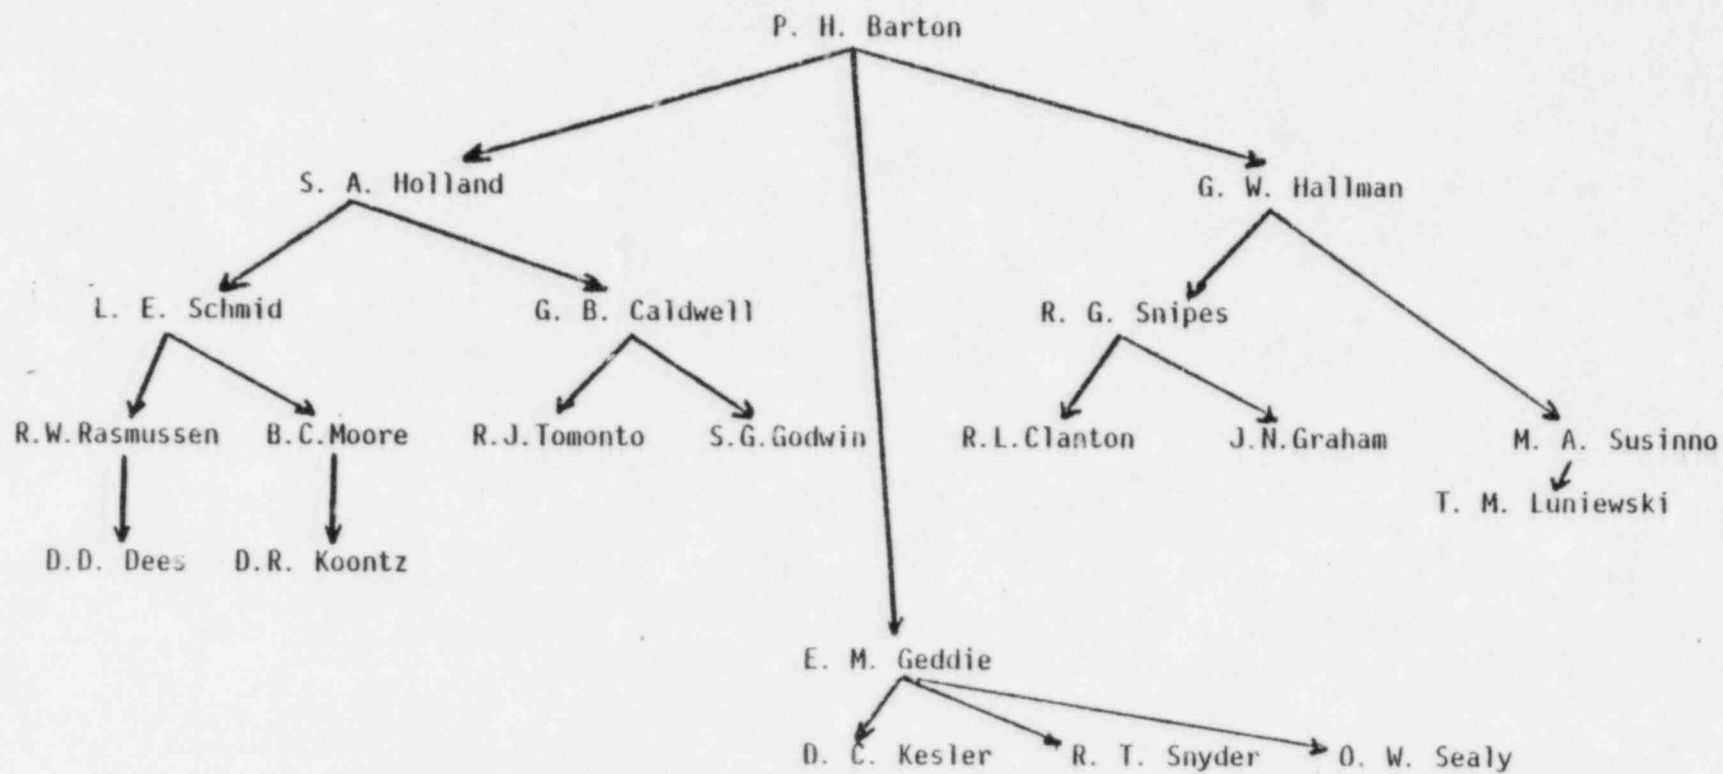 P. H. Barton
S. A. Holland
G. W. Hallman
L. E. Schmid
G. B. Caldwell
R. G. Snipes
R.W.Rasmussen
B.C.Moore
R.J.Tomonto
S.G.Godwin
R.L.Clanton
J.N.Graham
M. A. Susinno
T. M. Luniewski
D.D. Dees
D.R. Koontz
E. M. Geddie
D. C. Kesler
R. T. Snyder
O. W. Sealy